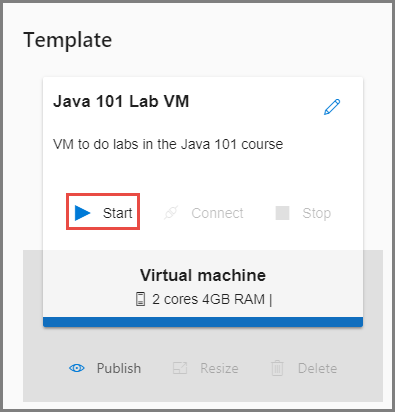 Template
Java 101 Lab VM
VM to do labs in the Java 101 course
Start Connect Stop
Virtual machine
2 cores 4GB RAM |
Publish Resize Delete